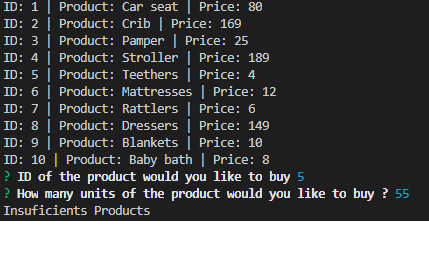 ID: 1 | Product: Car seat | Price: 80
ID: 2 | Product: Crib | Price: 169
ID: 3 | Product: Pamper | Price: 25
ID: 4 | Product: Stroller | Price: 189
ID: 5 | Product: Teethers | Price: 4
ID: 6 | Product: Mattresses | Price: 12
ID: 7 | Product: Rattlers | Price: 6
ID: 8 | Product: Dressers | Price: 149
ID: 9 | Product: Blankets | Price: 10
ID: 10 | Product: Baby bath | Price: 8
? ID of the product would you like to buy 5
? How many units of the product would you like to buy ? 55
Insuficients Products